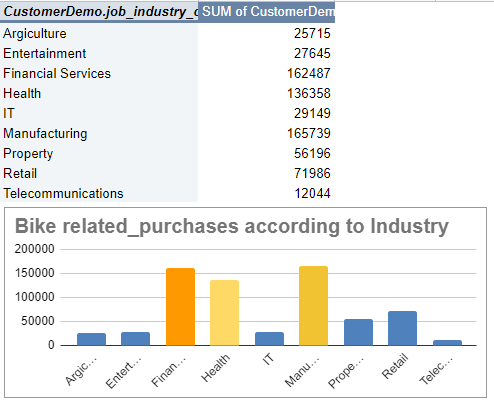 CustomerDemo.job_industry_c SUM of CustomerDem
Argiculture 25715
Entertainment 27645
Financial Services 162487
Health 136358
IT 29149
Manufacturing 165739
Property 56196
Retail 71986
Telecommunications 12044
Bike related_purchases according to Industry
200000
150000
100000
50000
0
Argic... Entert... Finan... Health IT Manu... Prope... Retail Telec...